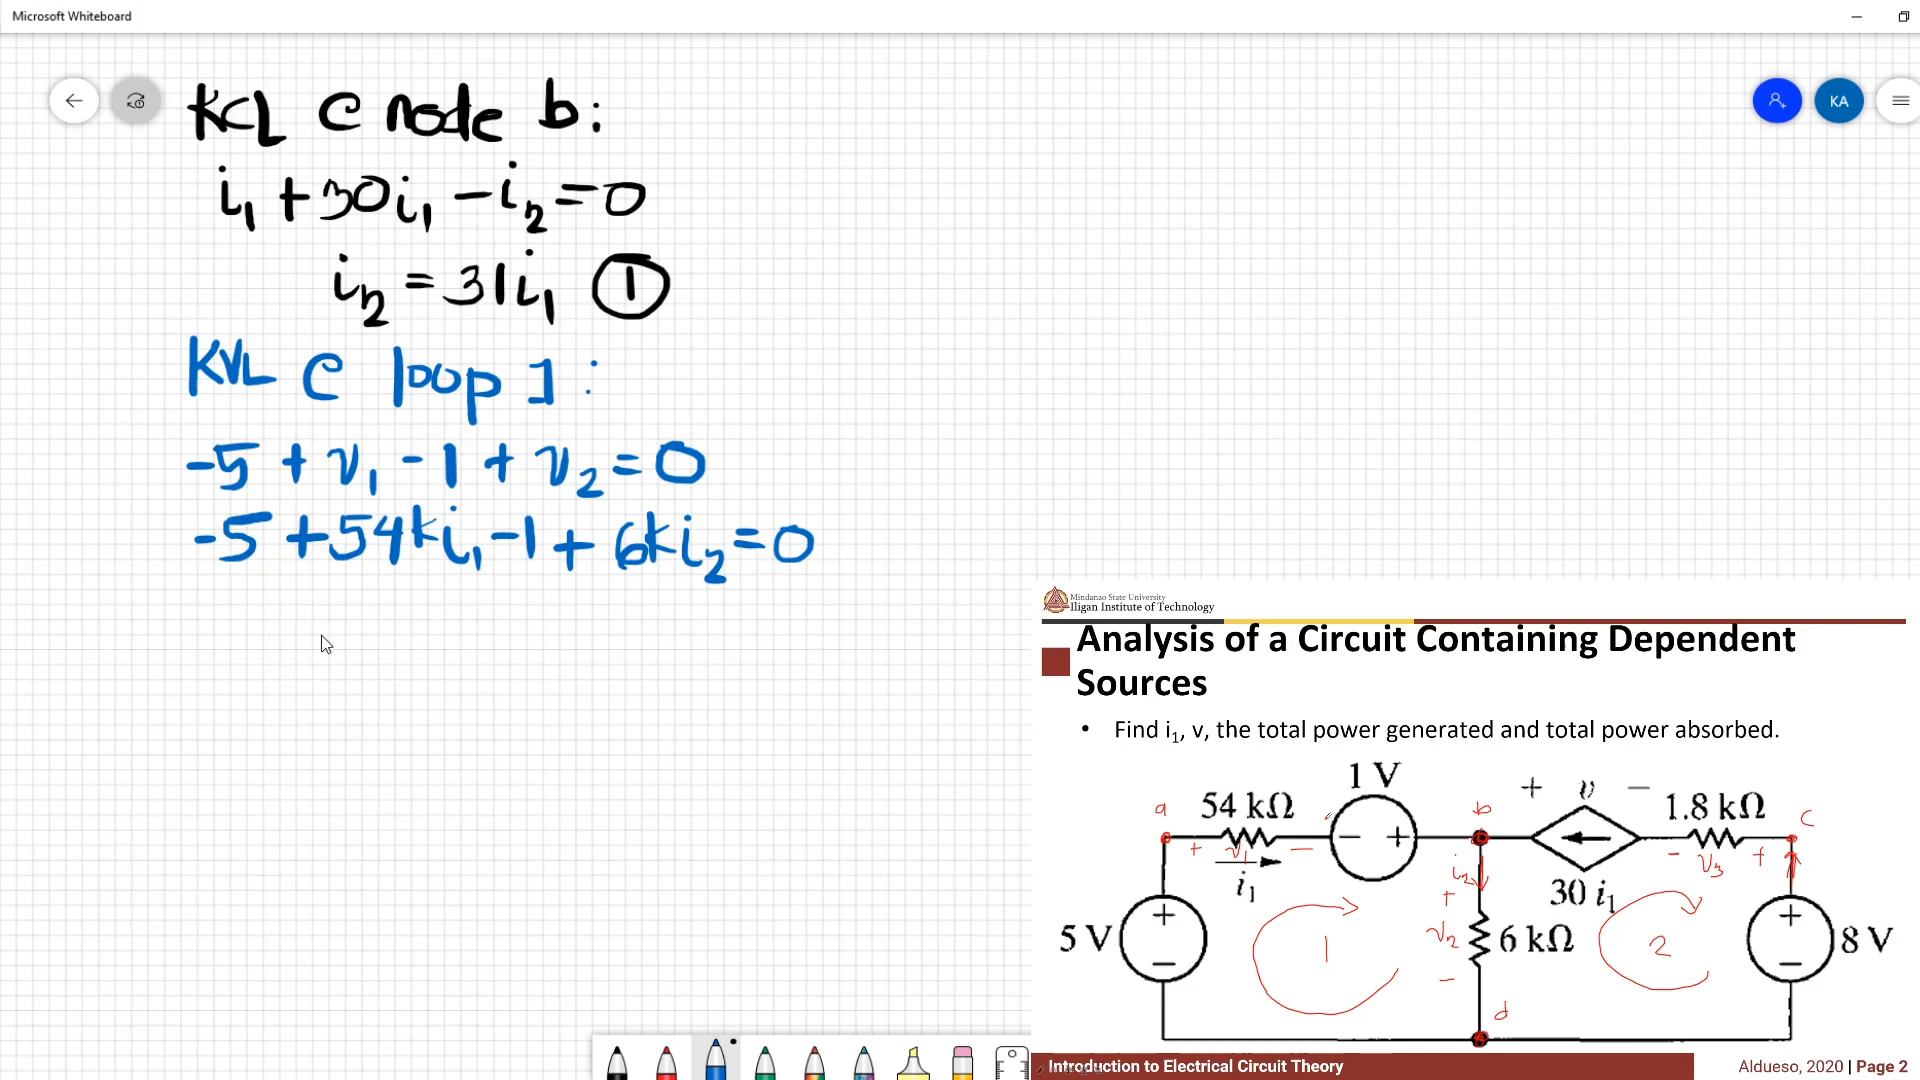 Microsoft Whiteboard
KCL @ node b:
i₁ + 30i₁ - i₂ = 0
i₂ = 31i₁ ①
KVL @ loop 1:
-5 + v₁ - 1 + v₂ = 0
-5 + 54ki₁ - 1 + 6ki₂ = 0
KA
Mindanao State University
Iligan Institute of Technology
Analysis of a Circuit Containing Dependent
Sources
• Find i₁, v, the total power generated and total power absorbed.
1 V
a 54 kΩ b + v − 1.8 kΩ c
− +
+ v₁ − i₂ − v₃ +
i₁ + 30 i₁
5 V + − 1 v₂ 6 kΩ 2 + − 8 V
−
d
Introduction to Electrical Circuit Theory
Aldueso, 2020 | Page 2